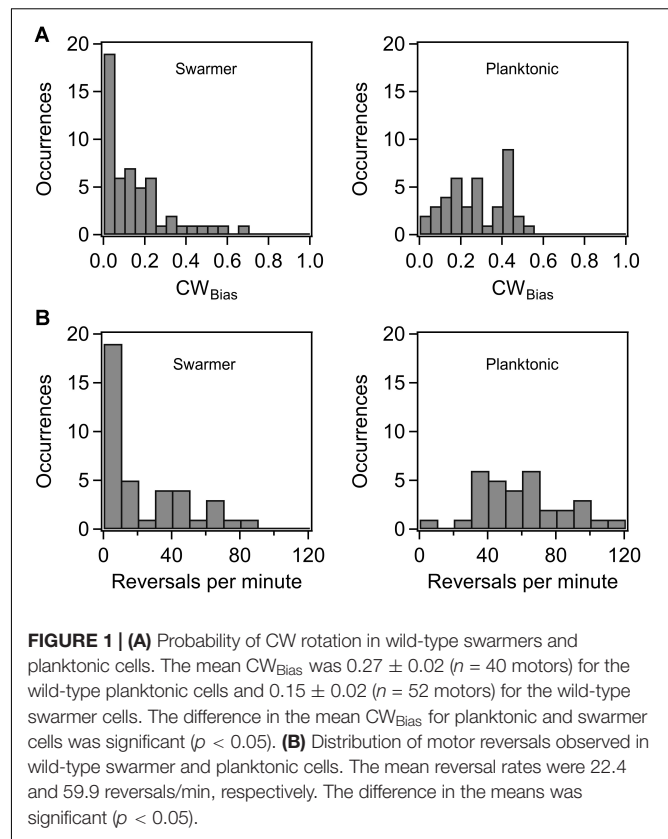 A
20
15
10
5
0
Occurrences
Swarmer
0.0 0.2 0.4 0.6 0.8 1.0
CWBias
20
15
10
5
0
Occurrences
Planktonic
0.0 0.2 0.4 0.6 0.8 1.0
CWBias
B
20
15
10
5
0
Occurrences
Swarmer
0 40 80 120
Reversals per minute
20
15
10
5
0
Occurrences
Planktonic
0 40 80 120
Reversals per minute
FIGURE 1 | (A) Probability of CW rotation in wild-type swarmers and
planktonic cells. The mean CWBias was 0.27 ± 0.02 (n = 40 motors) for the
wild-type planktonic cells and 0.15 ± 0.02 (n = 52 motors) for the wild-type
swarmer cells. The difference in the mean CWBias for planktonic and swarmer
cells was significant (p < 0.05). (B) Distribution of motor reversals observed in
wild-type swarmer and planktonic cells. The mean reversal rates were 22.4
and 59.9 reversals/min, respectively. The difference in the means was
significant (p < 0.05).